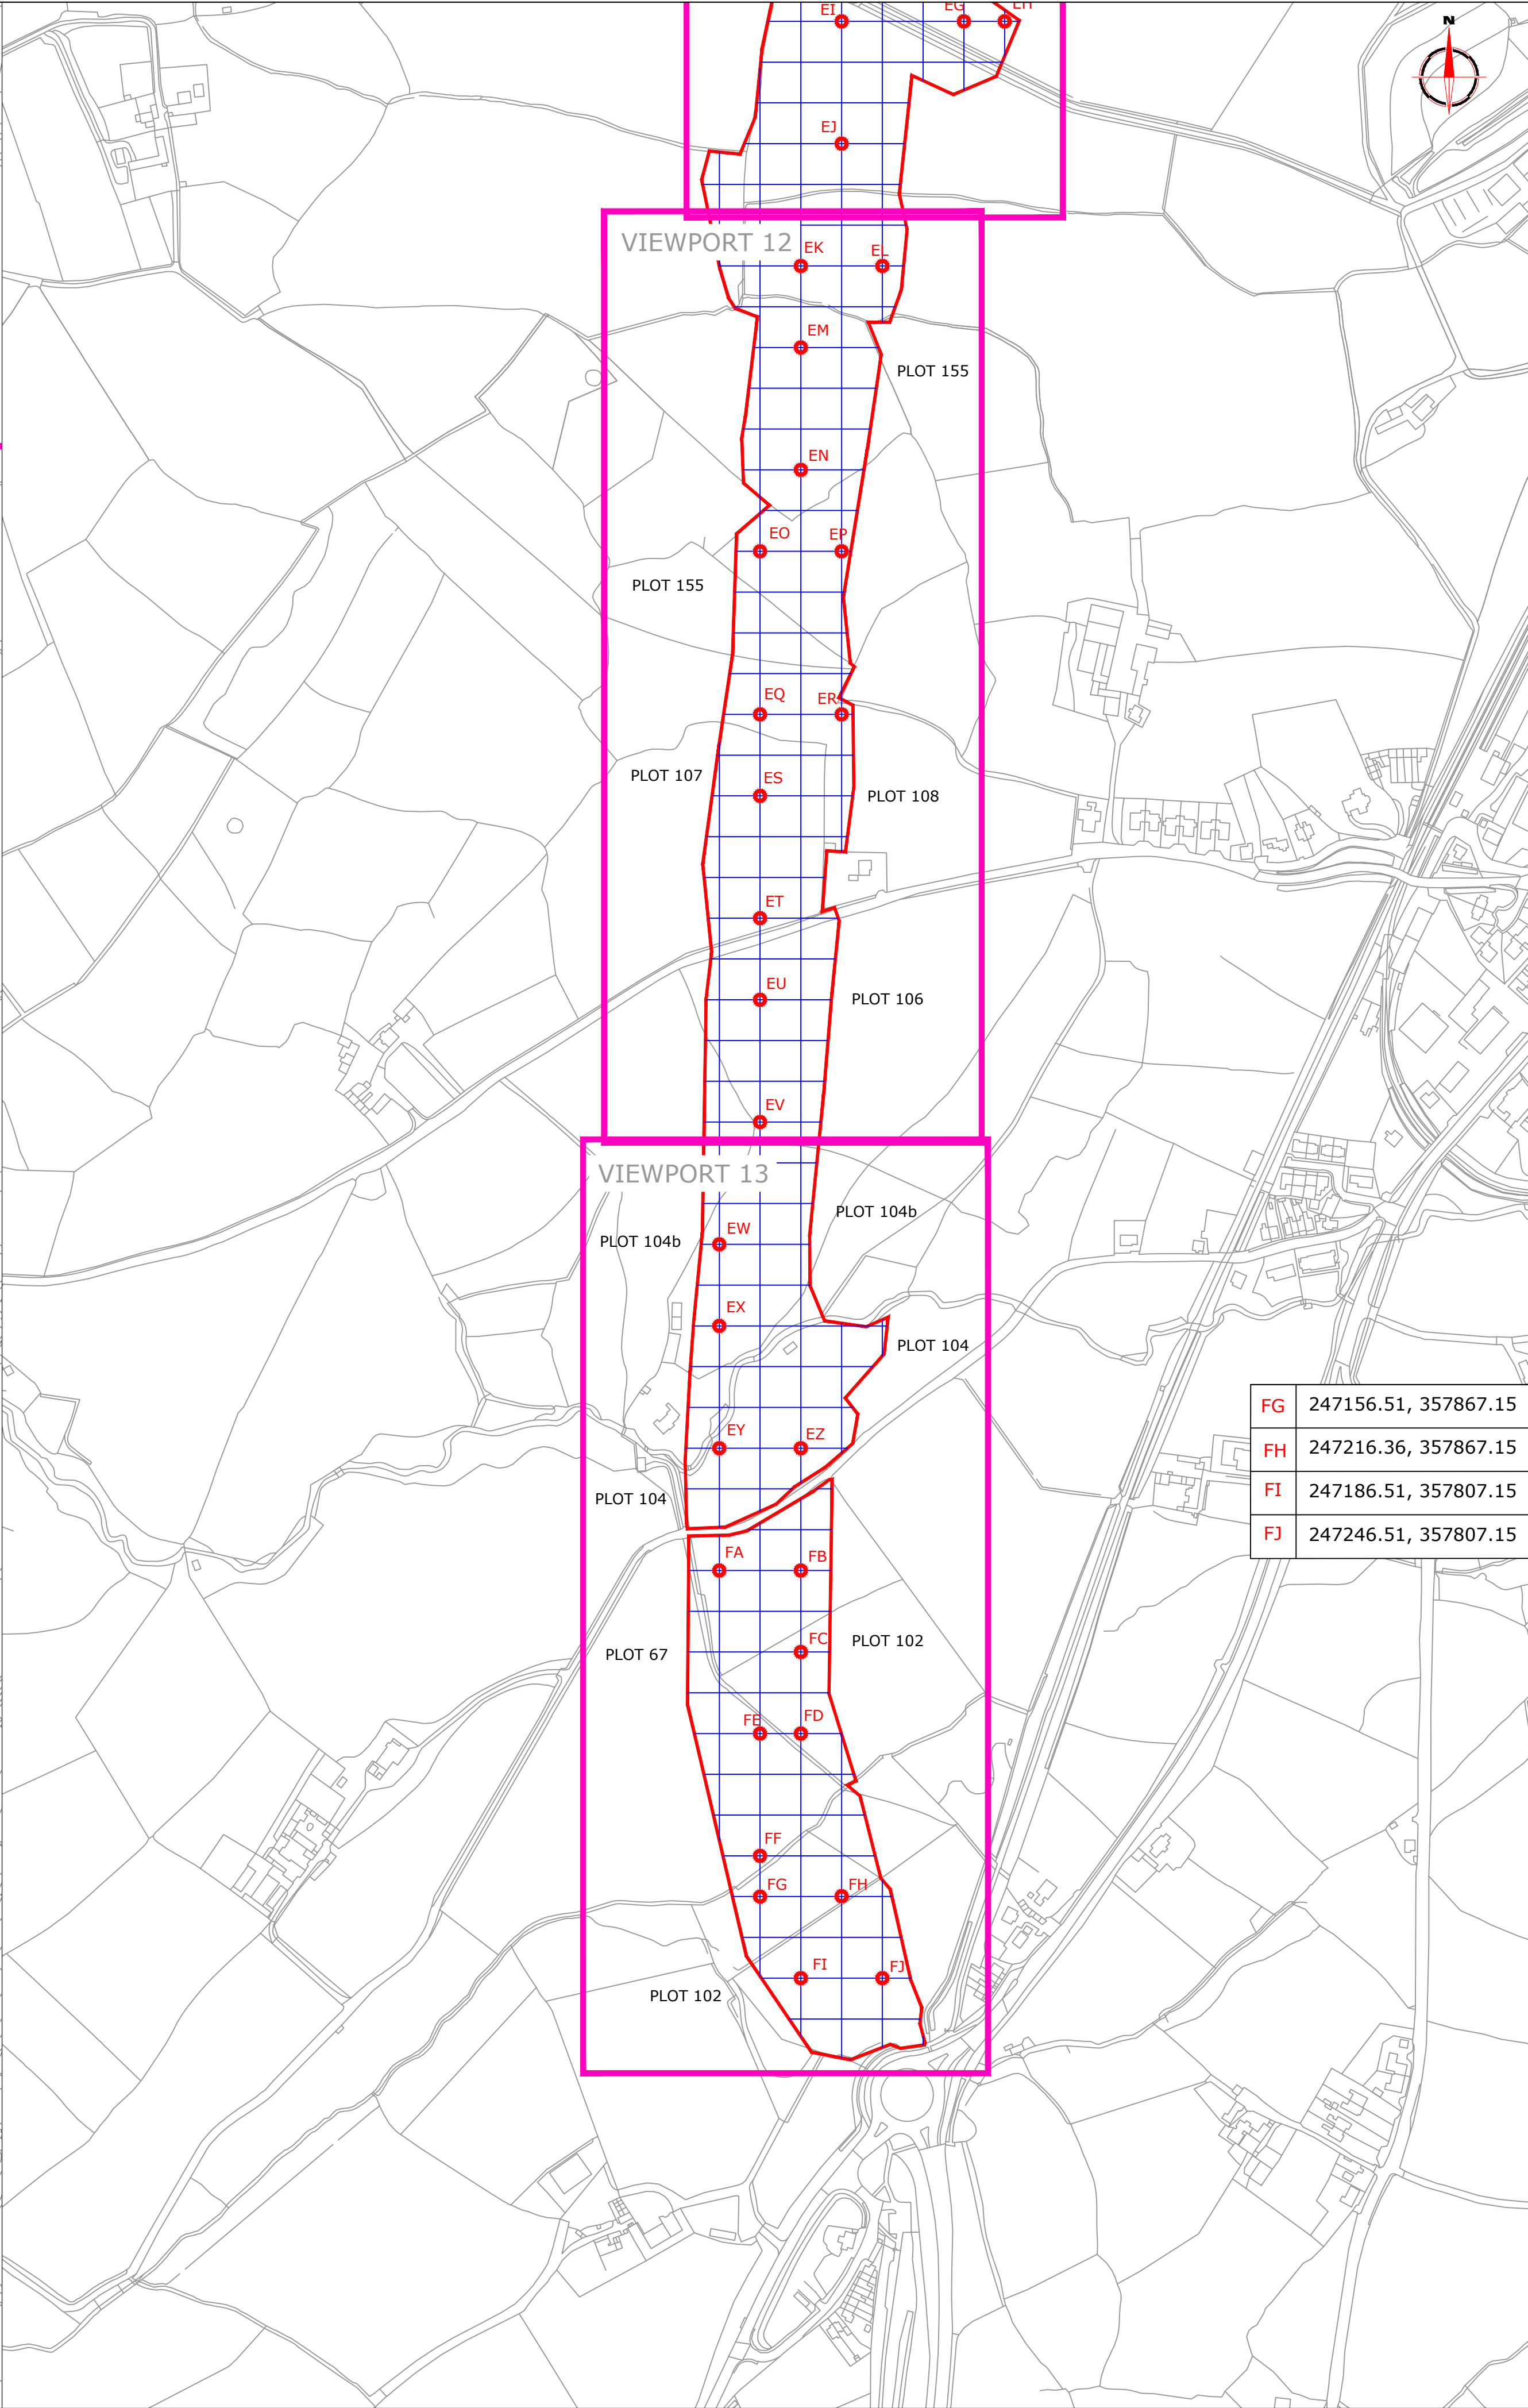 EI
EG
EH
N
EJ
VIEWPORT 12
EK
EL
EM
PLOT 155
EN
EO
EP
PLOT 155
EQ
ER
PLOT 107
ES
PLOT 108
ET
EU
PLOT 106
EV
VIEWPORT 13
PLOT 104b
EW
PLOT 104b
EX
PLOT 104
FG 247156.51, 357867.15
FH 247216.36, 357867.15
FI 247186.51, 357807.15
FJ 247246.51, 357807.15
EY
EZ
PLOT 104
FA
FB
FC
PLOT 102
PLOT 67
FE
FD
FF
FG
FH
FI
FJ
PLOT 102